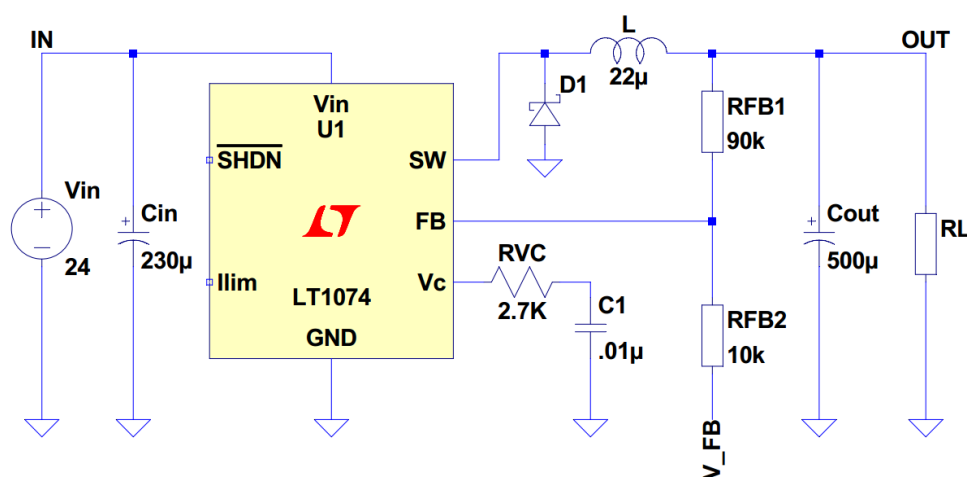 IN
L
OUT
22µ
D1
Vin
U1
RFB1
90k
SHDN
SW
Vin
24
Cin
230µ
FB
Cout
500µ
RL
Ilim
LT1074
Vc
RVC
2.7K
C1
.01µ
RFB2
10k
GND
V_FB